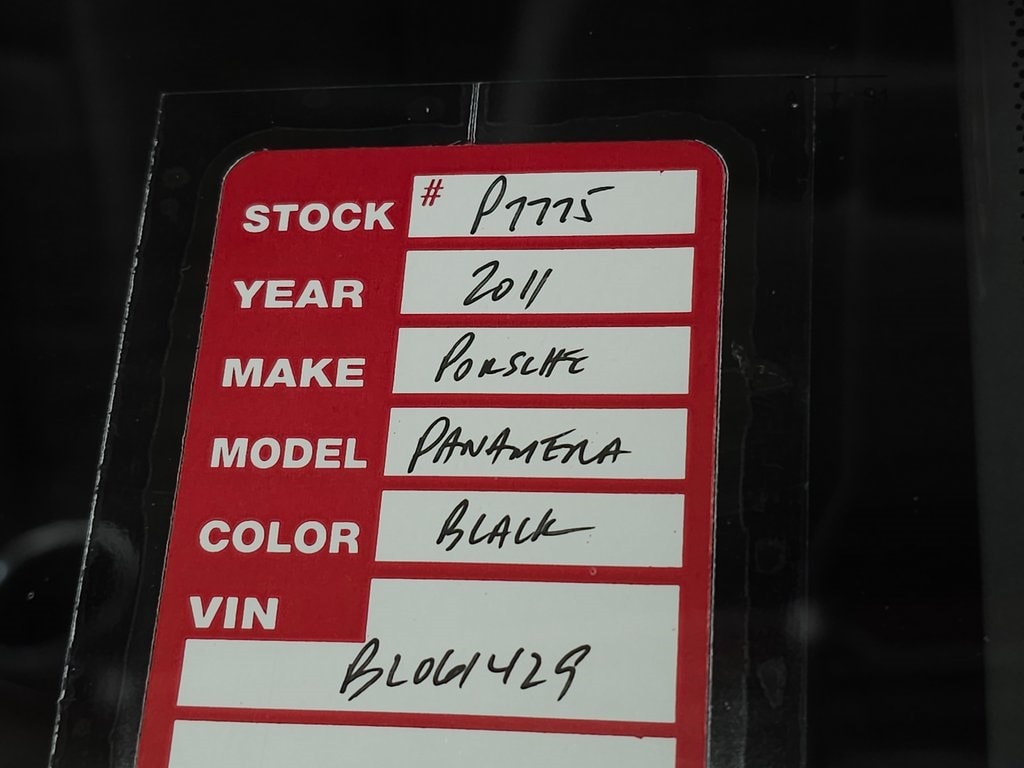 STOCK # P7775
YEAR 2011
MAKE PORSCHE
MODEL PANAMERA
COLOR BLACK
VIN
BL061429